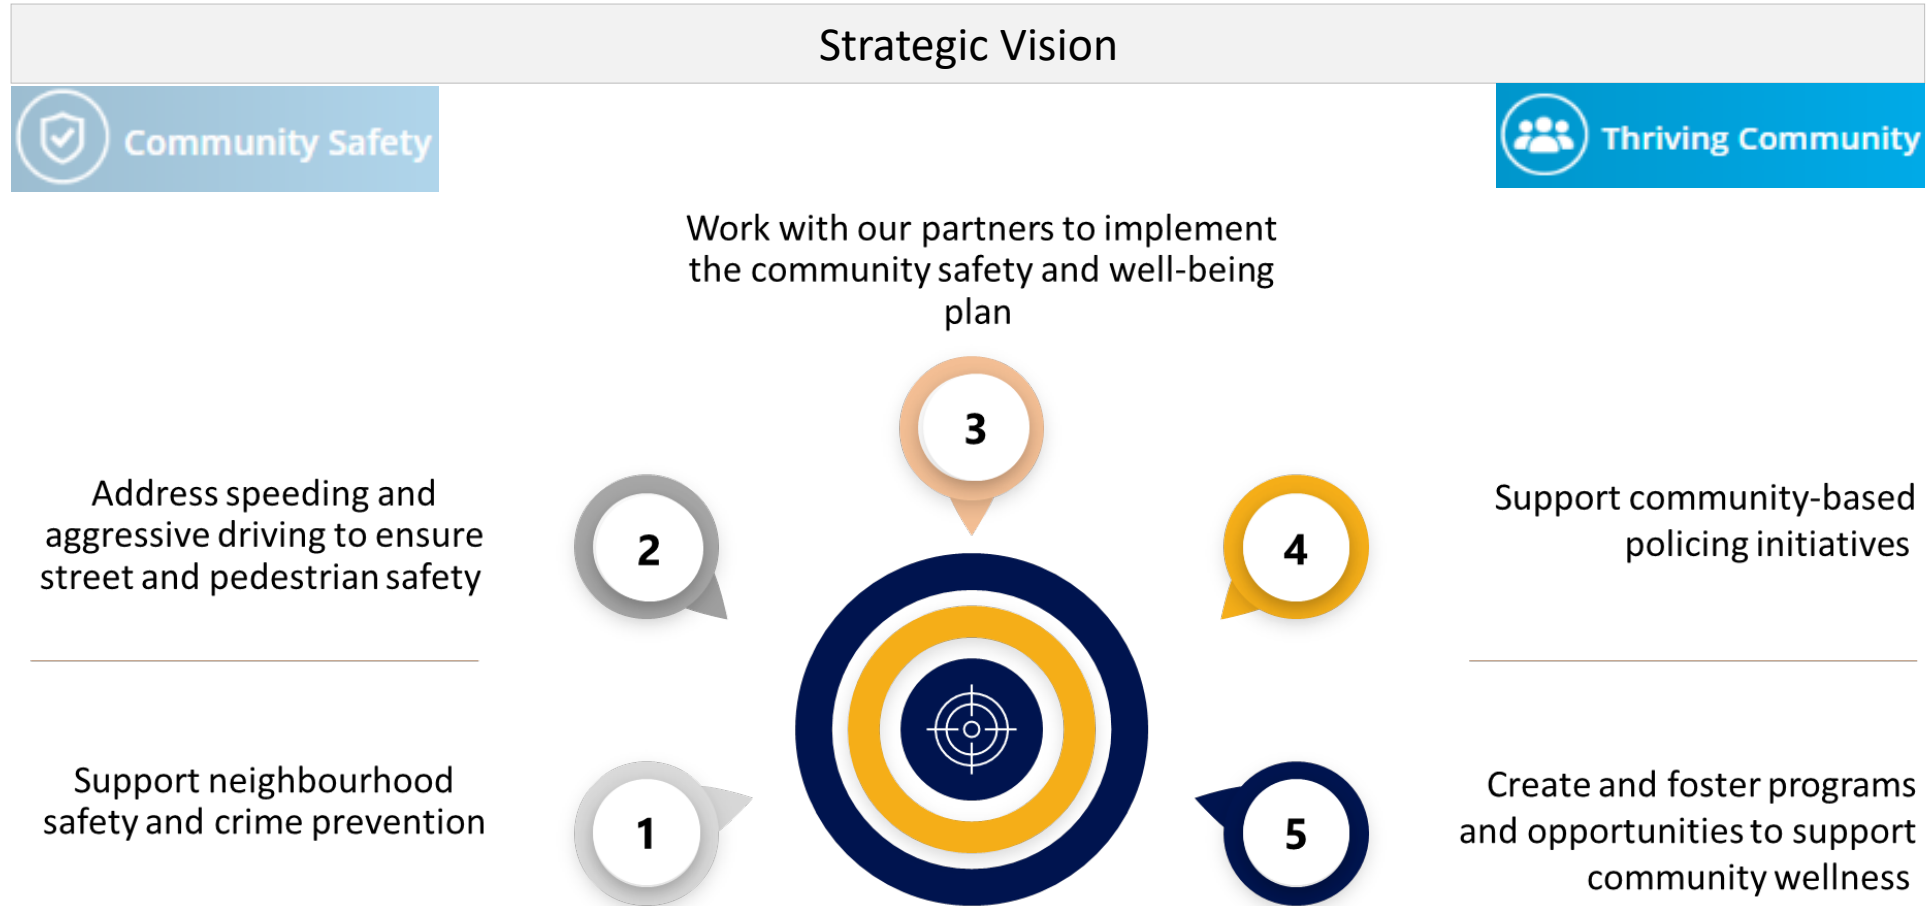 Strategic Vision
Community Safety
Thriving Community
Work with our partners to implement
the community safety and well-being
plan
3
Address speeding and
aggressive driving to ensure
street and pedestrian safety
2
4
Support community-based
policing initiatives
Support neighbourhood
safety and crime prevention
1
5
Create and foster programs
and opportunities to support
community wellness